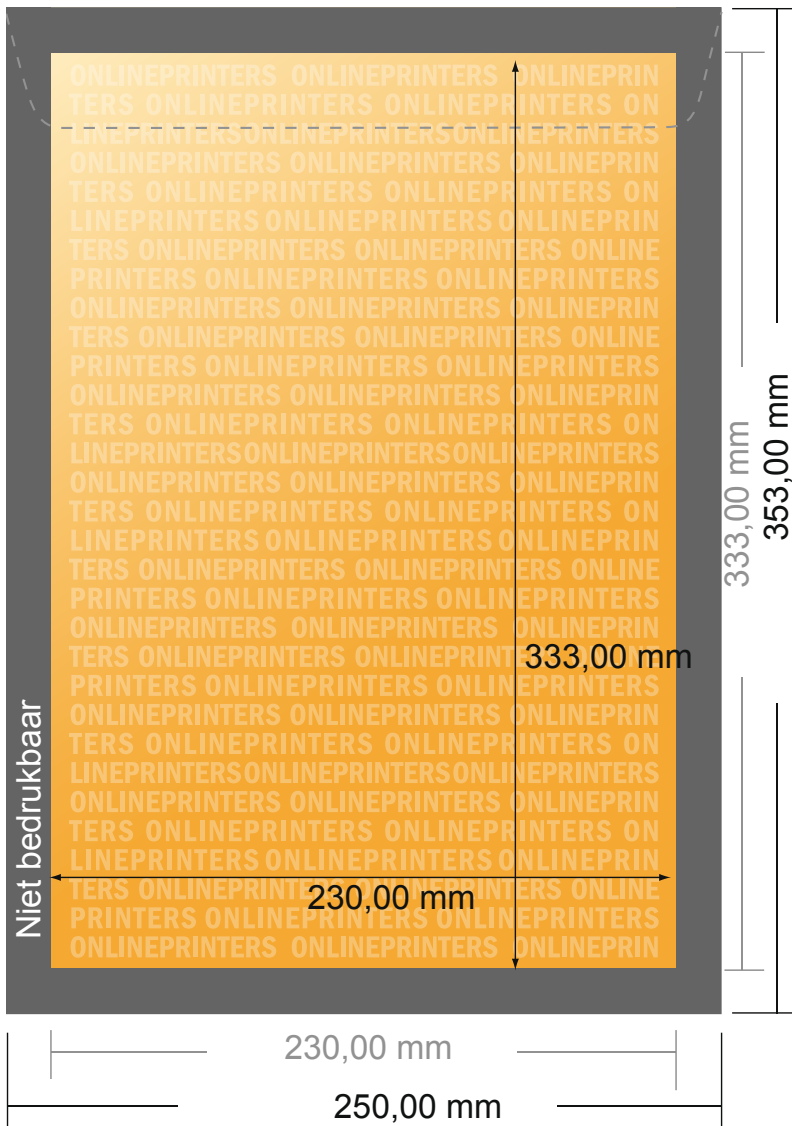 ONLINEPRINTERS ONLINEPRINTERS ONLINEPRIN
TERS ONLINEPRINTERS ONLINEPRINTERS ON
LINEPRINTERSONLINEPRINTERSONLINEPRINTERS
ONLINEPRINTERS ONLINEPRINTERS ONLINEPRIN
TERS ONLINEPRINTERS ONLINEPRINTERS ON
LINEPRINTERS ONLINEPRINTERS ONLINEPRIN
TERS ONLINEPRINTERS ONLINEPRINTERS ONLINE
PRINTERS ONLINEPRINTERS ONLINEPRINTERS
ONLINEPRINTERS ONLINEPRINTERS ONLINEPRIN
TERS ONLINEPRINTERS ONLINEPRINTERS ONLINE
PRINTERS ONLINEPRINTERS ONLINEPRINTERS
ONLINEPRINTERS ONLINEPRINTERS ONLINEPRIN
TERS ONLINEPRINTERS ONLINEPRINTERS ON
LINEPRINTERSONLINEPRINTERSONLINEPRINTERS
ONLINEPRINTERS ONLINEPRINTERS ONLINEPRIN
TERS ONLINEPRINTERS ONLINEPRINTERS ON
LINEPRINTERS ONLINEPRINTERS ONLINEPRIN
TERS ONLINEPRINTERS ONLINEPRINTERS ONLINE
PRINTERS ONLINEPRINTERS ONLINEPRINTERS
ONLINEPRINTERS ONLINEPRINTERS ONLINEPRIN
TERS ONLINEPRINTERS ONLINEPRINTERS ONLINE
PRINTERS ONLINEPRINTERS ONLINEPRINTERS
ONLINEPRINTERS ONLINEPRINTERS ONLINEPRIN
TERS ONLINEPRINTERS ONLINEPRINTERS ON
LINEPRINTERSONLINEPRINTERSONLINEPRINTERS
ONLINEPRINTERS ONLINEPRINTERS ONLINEPRIN
TERS ONLINEPRINTERS ONLINEPRINTERS ON
LINEPRINTERS ONLINEPRINTERS ONLINEPRIN
TERS ONLINEPRINTERS ONLINEPRINTERS ONLINE
PRINTERS ONLINEPRINTERS ONLINEPRINTERS
ONLINEPRINTERS ONLINEPRINTERS ONLINEPRIN
333,00 mm
230,00 mm
Niet bedrukbaar
333,00 mm
353,00 mm
230,00 mm
250,00 mm